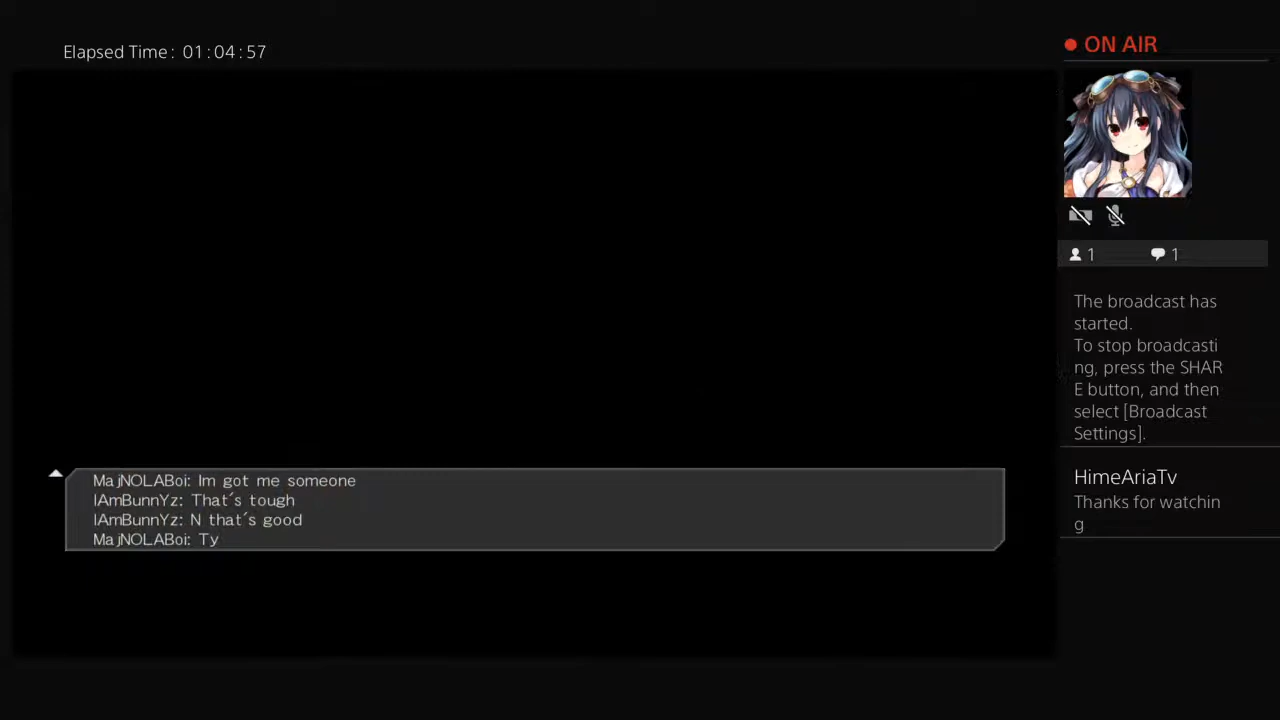 Elapsed Time: 01:04:57
ON AIR
1 1
The broadcast has
started.
To stop broadcasti
ng, press the SHAR
E button, and then
select [Broadcast
Settings].
HimeAriaTv
Thanks for watchin
g
MajNOLABoi: Im got me someone
IAmBunnYz: That's tough
IAmBunnYz: N that's good
MajNOLABoi: Ty